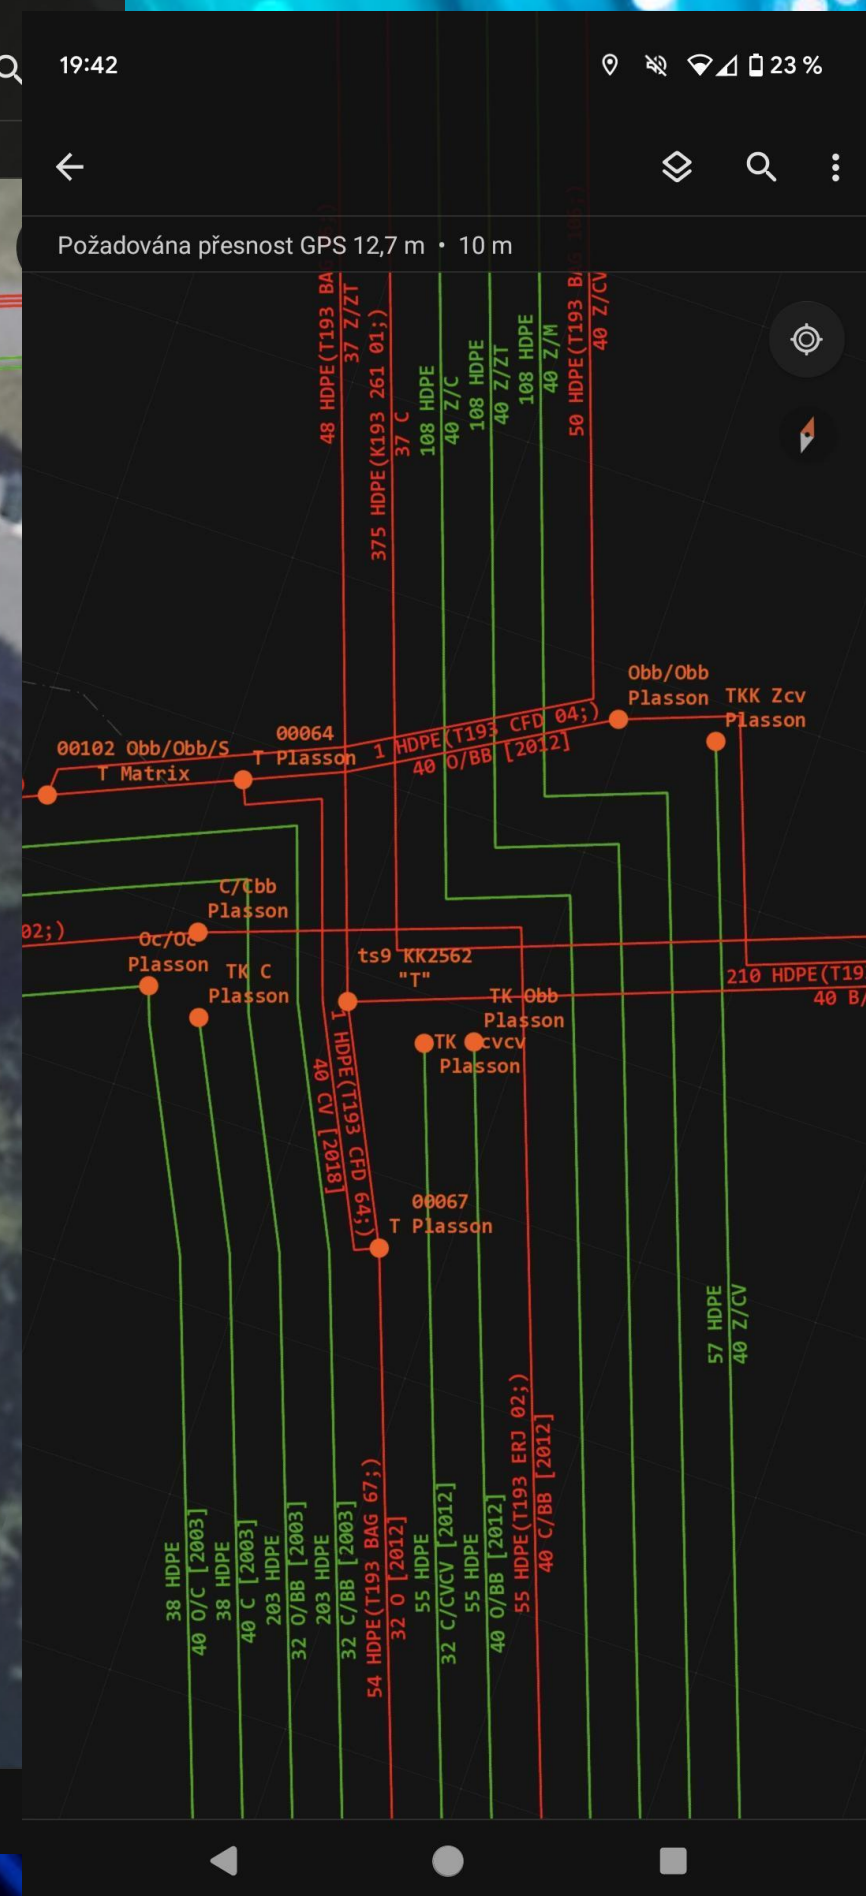 19:42
23 %
Požadována přesnost GPS 12,7 m • 10 m
48 HDPE(T193 BAG
37 Z/ZT
375 HDPE(K193 261 01;)
37 C
108 HDPE
40 Z/C
108 HDPE
40 Z/ZT
108 HDPE
40 Z/M
50 HDPE(T193 BAG
40 Z/CV
Obb/Obb
Plasson
TKK Zcv
Plasson
00064
T Plasson
00102 Obb/Obb/S
T Matrix
1 HDPE(T193 CFD 04;)
40 O/BB [2012]
C/Cbb
Plasson
02;)
Oc/Oc
Plasson
TK C
Plasson
ts9 KK2562
"T"
210 HDPE(T19
40 B/
TK Obb
Plasson
TK cvcv
Plasson
1 HDPE(T193 CFD 64;)
40 CV [2018]
00067
T Plasson
57 HDPE
40 Z/CV
38 HDPE
40 O/C [2003]
38 HDPE
40 C [2003]
203 HDPE
32 O/BB [2003]
203 HDPE
32 C/BB [2003]
54 HDPE(T193 BAG 67;)
32 O [2012]
55 HDPE
32 C/CVCV [2012]
55 HDPE
40 O/BB [2012]
55 HDPE(T193 ERJ 02;)
40 C/BB [2012]